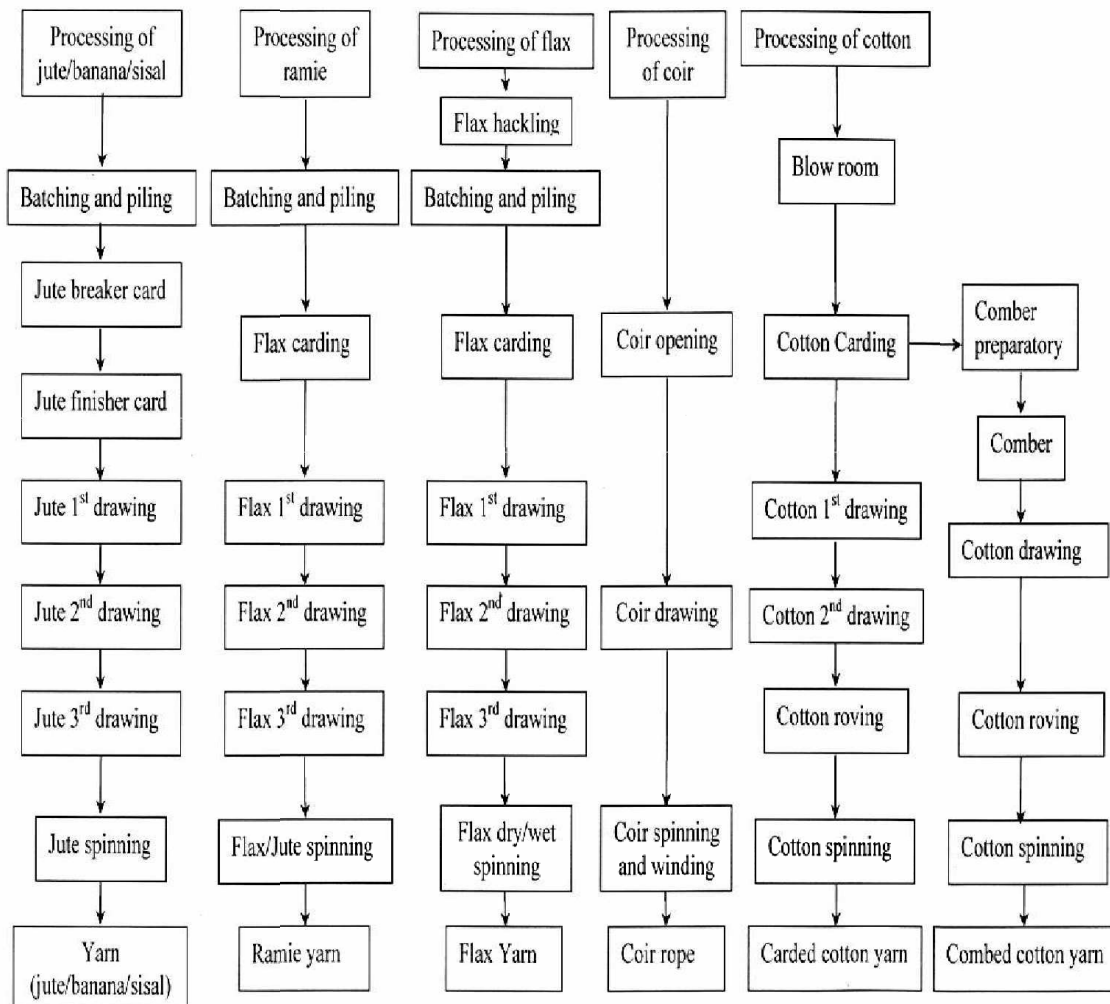 Processing of
jute/banana/sisal
Batching and piling
Jute breaker card
Jute finisher card
Jute 1st drawing
Jute 2nd drawing
Jute 3rd drawing
Jute spinning
Yarn
(jute/banana/sisal)
Processing of
ramie
Batching and piling
Flax carding
Flax 1st drawing
Flax 2nd drawing
Flax 3rd drawing
Flax/Jute spinning
Ramie yarn
Processing of flax
Flax hackling
Batching and piling
Flax carding
Flax 1st drawing
Flax 2nd drawing
Flax 3rd drawing
Flax dry/wet
spinning
Flax Yarn
Processing
of coir
Coir opening
Coir drawing
Coir spinning
and winding
Coir rope
Processing of cotton
Blow room
Cotton Carding
Cotton 1st drawing
Cotton 2nd drawing
Cotton roving
Cotton spinning
Carded cotton yarn
Comber
preparatory
Comber
Cotton drawing
Cotton roving
Cotton spinning
Combed cotton yarn